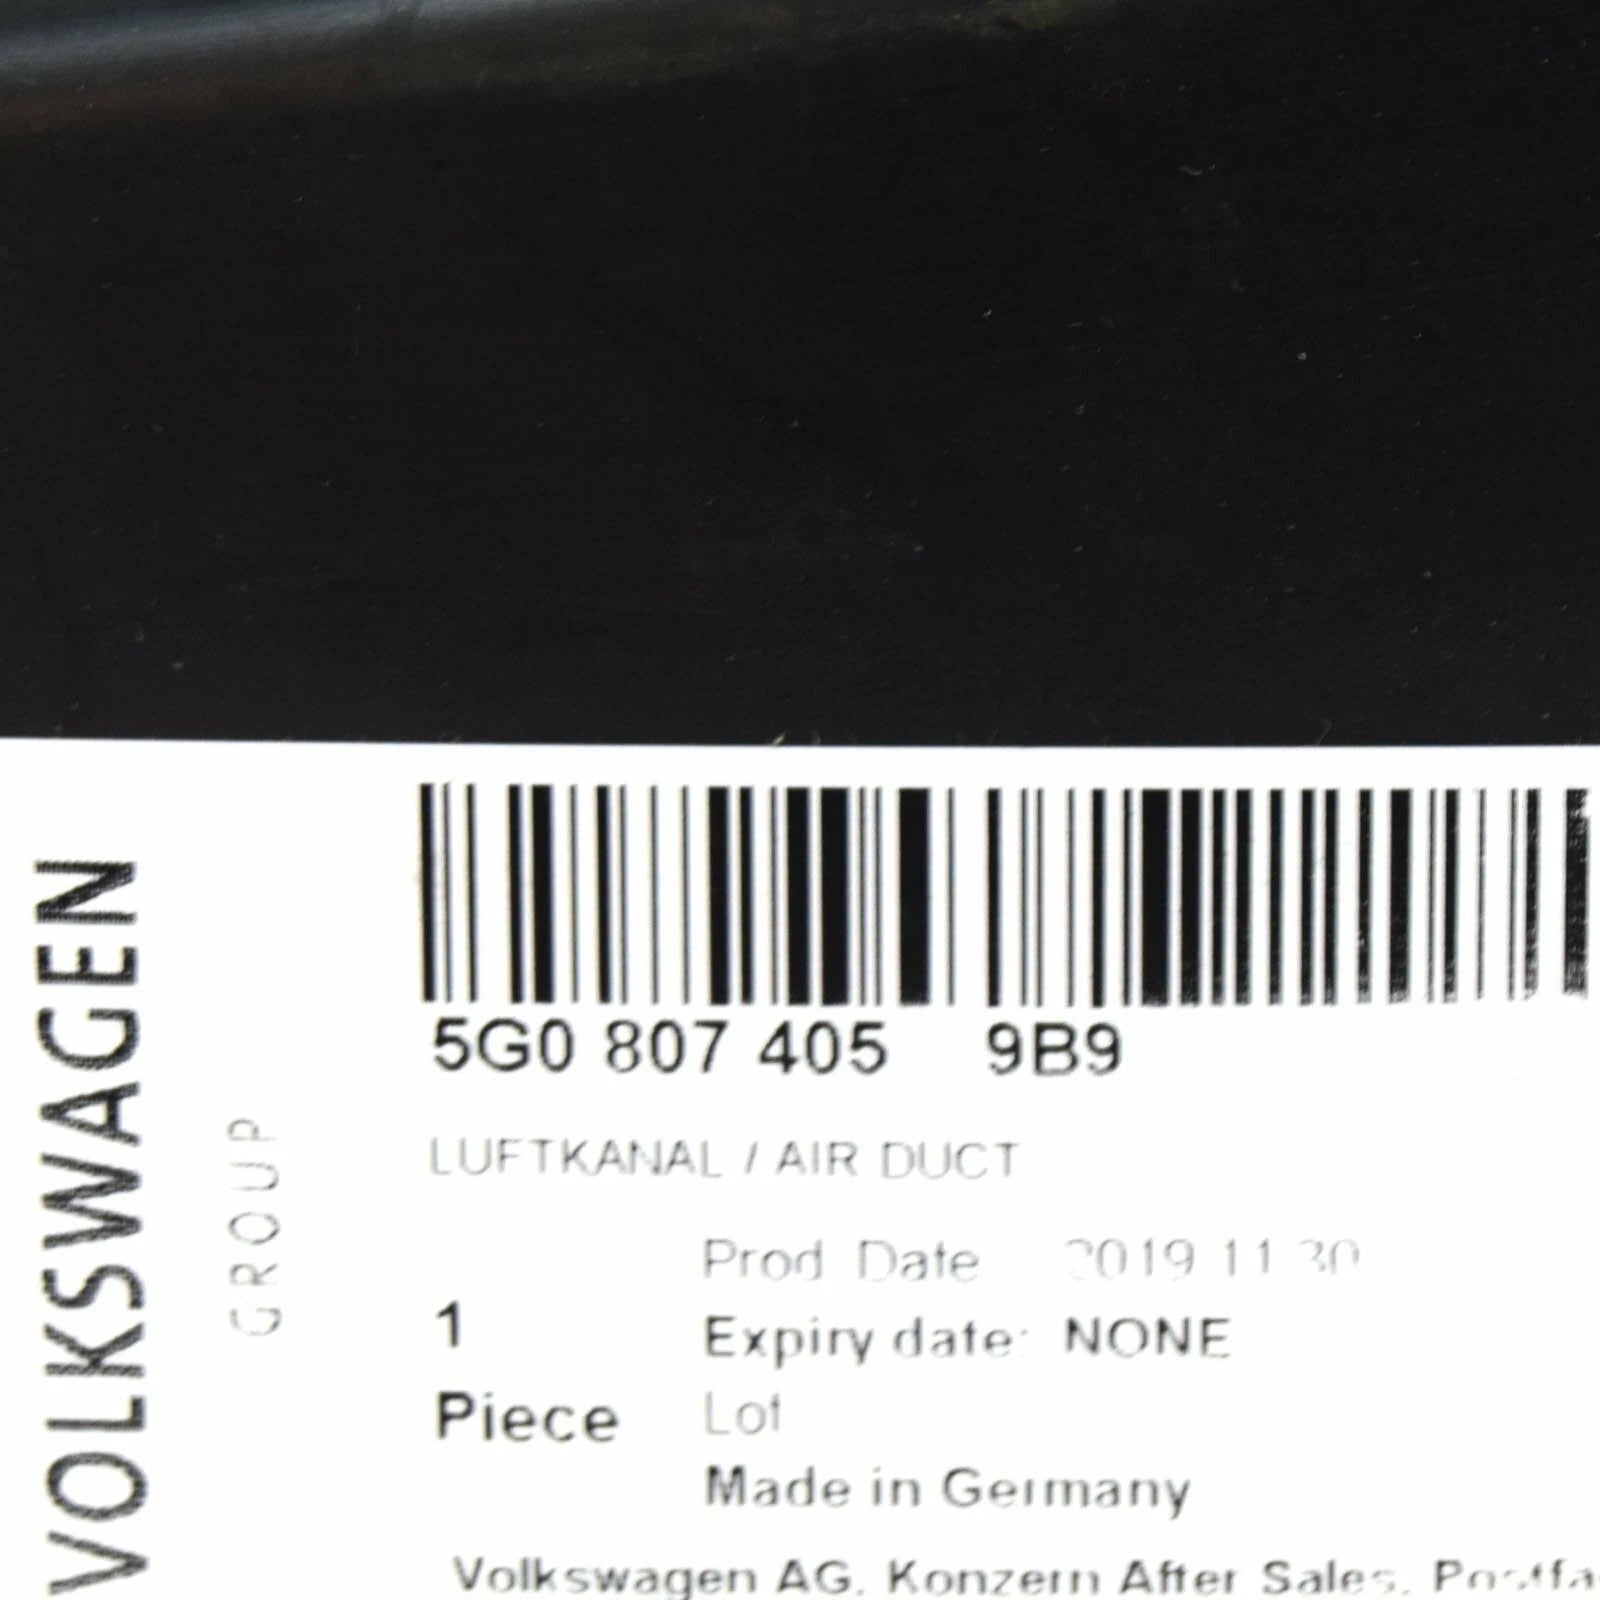 VOLKSWAGEN
GROUP
5G0 807 405 9B9
LUFTKANAL / AIR DUCT
Prod Date 2019 11 30
1
Expiry date: NONE
Piece
Lot
Made in Germany
Volkswagen AG, Konzern After Sales,